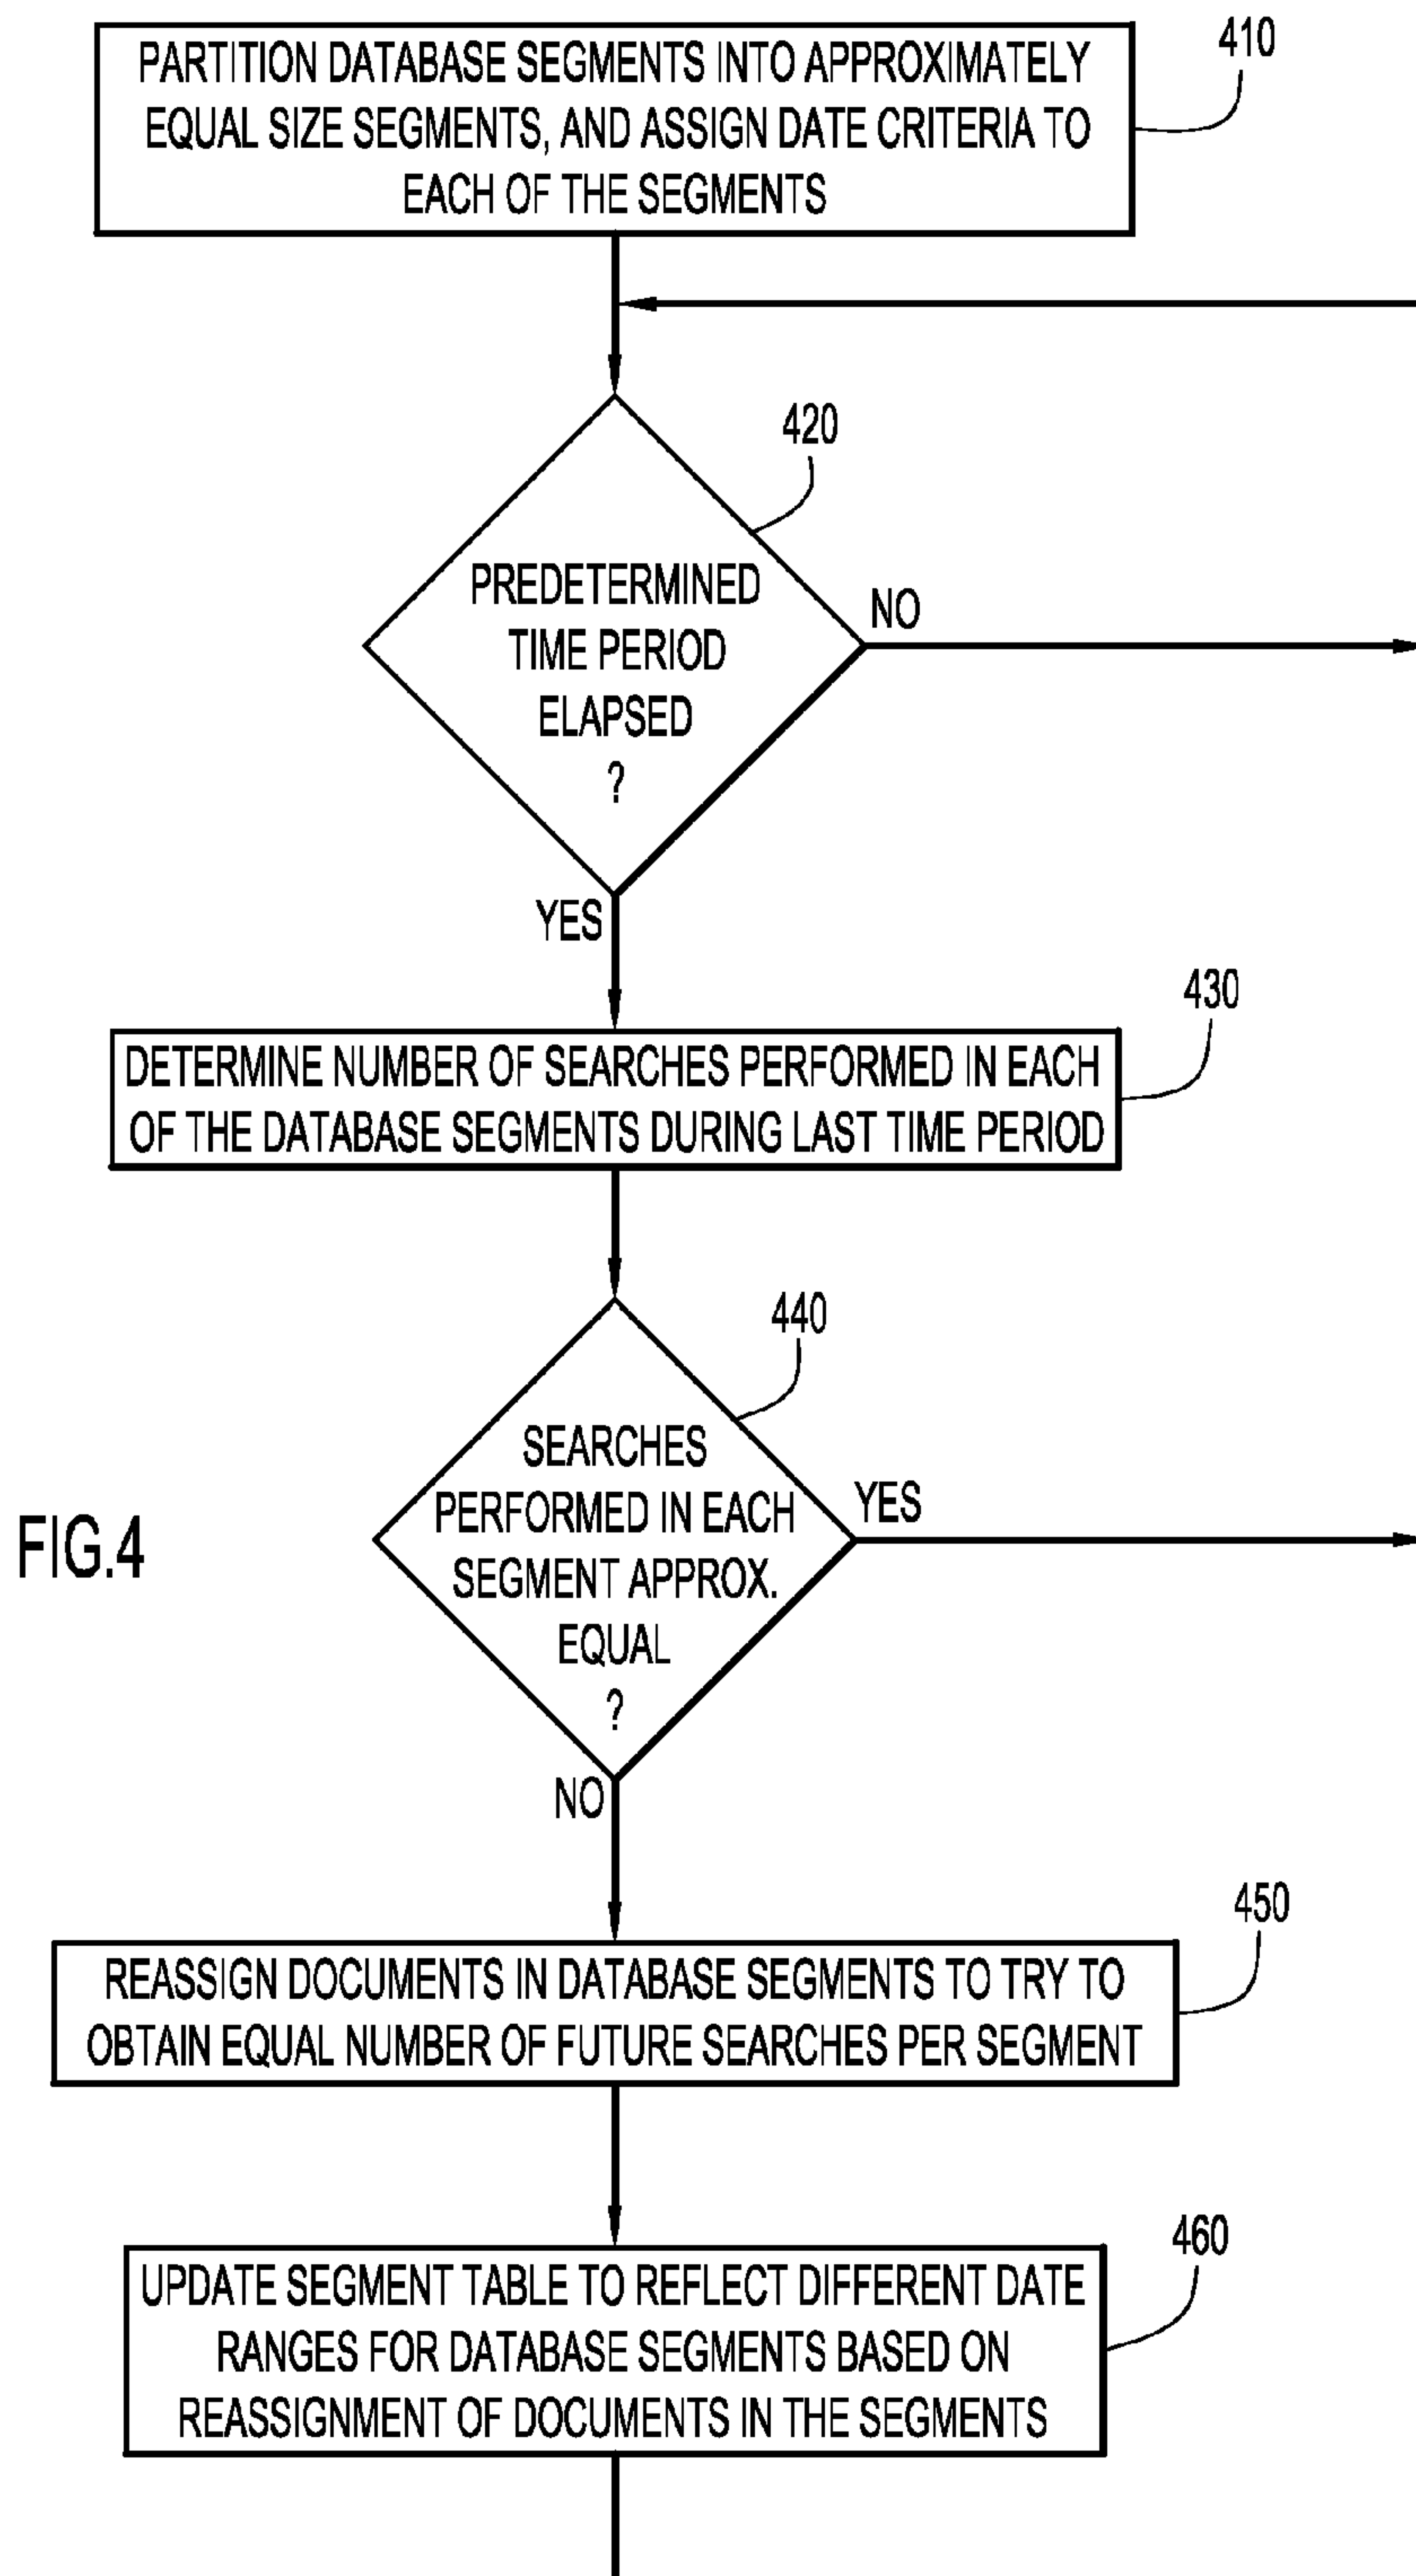 410
PARTITION DATABASE SEGMENTS INTO APPROXIMATELY
EQUAL SIZE SEGMENTS, AND ASSIGN DATE CRITERIA TO
EACH OF THE SEGMENTS
420
PREDETERMINED
TIME PERIOD
ELAPSED
?
NO
YES
430
DETERMINE NUMBER OF SEARCHES PERFORMED IN EACH
OF THE DATABASE SEGMENTS DURING LAST TIME PERIOD
440
SEARCHES
PERFORMED IN EACH
SEGMENT APPROX.
EQUAL
?
YES
FIG.4
NO
450
REASSIGN DOCUMENTS IN DATABASE SEGMENTS TO TRY TO
OBTAIN EQUAL NUMBER OF FUTURE SEARCHES PER SEGMENT
460
UPDATE SEGMENT TABLE TO REFLECT DIFFERENT DATE
RANGES FOR DATABASE SEGMENTS BASED ON
REASSIGNMENT OF DOCUMENTS IN THE SEGMENTS